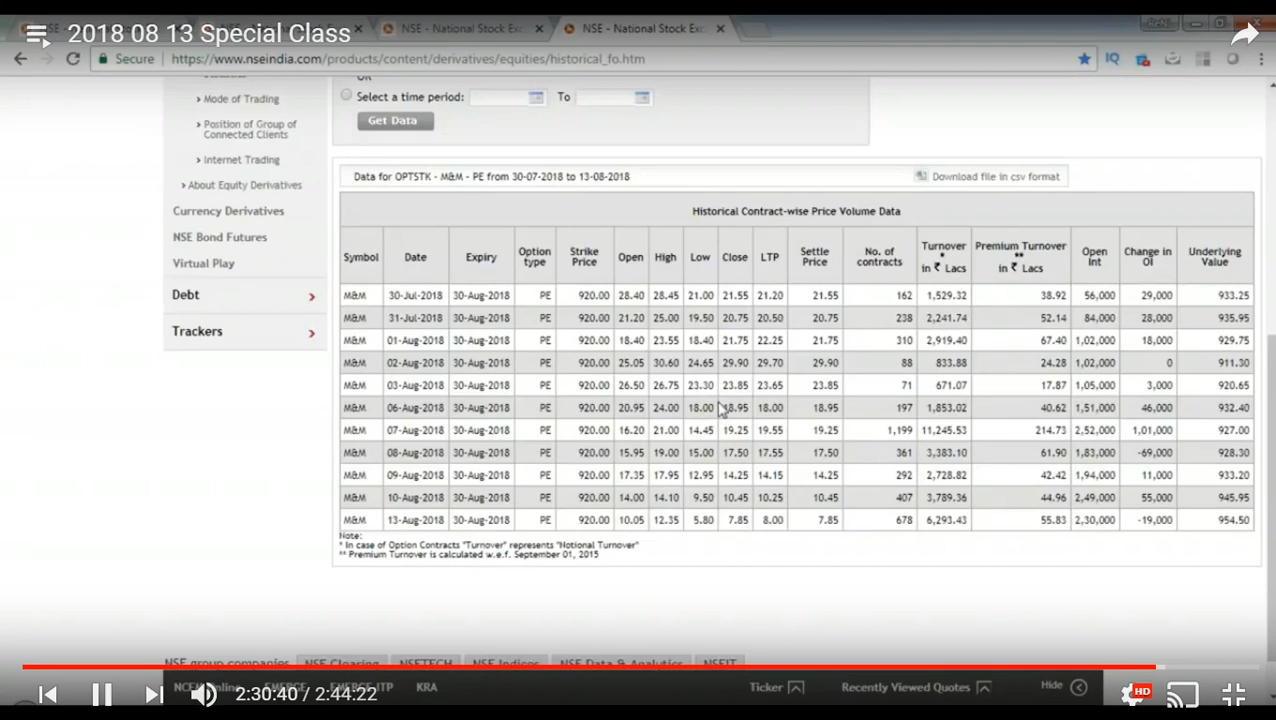 2018 08 13 Special Class
NSE - National Stock Exc
NSE - National Stock Exc
Secure
https://www.nseindia.com/products/content/derivatives/equities/historical_fo.htm
IQ
Mode of Trading
Position of Group of
Connected Clients
Internet Trading
About Equity Derivatives
Currency Derivatives
NSE Bond Futures
Virtual Play
Debt
Trackers
OR
Select a time period: To
Get Data
Data for OPTSTK - M&M - PE from 30-07-2018 to 13-08-2018
Download file in csv format
Historical Contract-wise Price Volume Data
Symbol Date Expiry Option type Strike Price Open High Low Close LTP Settle Price No. of contracts Turnover * in ₹ Lacs Premium Turnover ** in ₹ Lacs Open Int Change in OI Underlying Value
M&M 30-Jul-2018 30-Aug-2018 PE 920.00 28.40 28.45 21.00 21.55 21.20 21.55 162 1,529.32 38.92 56,000 29,000 933.25
M&M 31-Jul-2018 30-Aug-2018 PE 920.00 21.20 25.00 19.50 20.75 20.50 20.75 238 2,241.74 52.14 84,000 28,000 935.95
M&M 01-Aug-2018 30-Aug-2018 PE 920.00 18.40 23.55 18.40 21.75 22.25 21.75 310 2,919.40 67.40 1,02,000 18,000 929.75
M&M 02-Aug-2018 30-Aug-2018 PE 920.00 25.05 30.60 24.65 29.90 29.70 29.90 88 833.88 24.28 1,02,000 0 911.30
M&M 03-Aug-2018 30-Aug-2018 PE 920.00 26.50 26.75 23.30 23.85 23.65 23.85 71 671.07 17.87 1,05,000 3,000 920.65
M&M 06-Aug-2018 30-Aug-2018 PE 920.00 20.95 24.00 18.00 18.95 18.00 18.95 197 1,853.02 40.62 1,51,000 46,000 932.40
M&M 07-Aug-2018 30-Aug-2018 PE 920.00 16.20 21.00 14.45 19.25 19.55 19.25 1,199 11,245.53 214.73 2,52,000 1,01,000 927.00
M&M 08-Aug-2018 30-Aug-2018 PE 920.00 15.95 19.00 15.00 17.50 17.55 17.50 361 3,383.10 61.90 1,83,000 -69,000 928.30
M&M 09-Aug-2018 30-Aug-2018 PE 920.00 17.35 17.95 12.95 14.25 14.15 14.25 292 2,728.82 42.42 1,94,000 11,000 933.20
M&M 10-Aug-2018 30-Aug-2018 PE 920.00 14.00 14.10 9.50 10.45 10.25 10.45 407 3,789.36 44.96 2,49,000 55,000 945.95
M&M 13-Aug-2018 30-Aug-2018 PE 920.00 10.05 12.35 5.80 7.85 8.00 7.85 678 6,293.43 55.83 2,30,000 -19,000 954.50
Note:
* In case of Option Contracts "Turnover" represents "Notional Turnover"
** Premium Turnover is calculated w.e.f. September 01, 2015
NSE group companies NSE Clearing NSETECH NSE Indices NSE Data & Analytics NSEIT
EMERGE EMERGE-ITP KRA
Ticker
Recently Viewed Quotes
Hide
2:30:40 / 2:44:22
HD